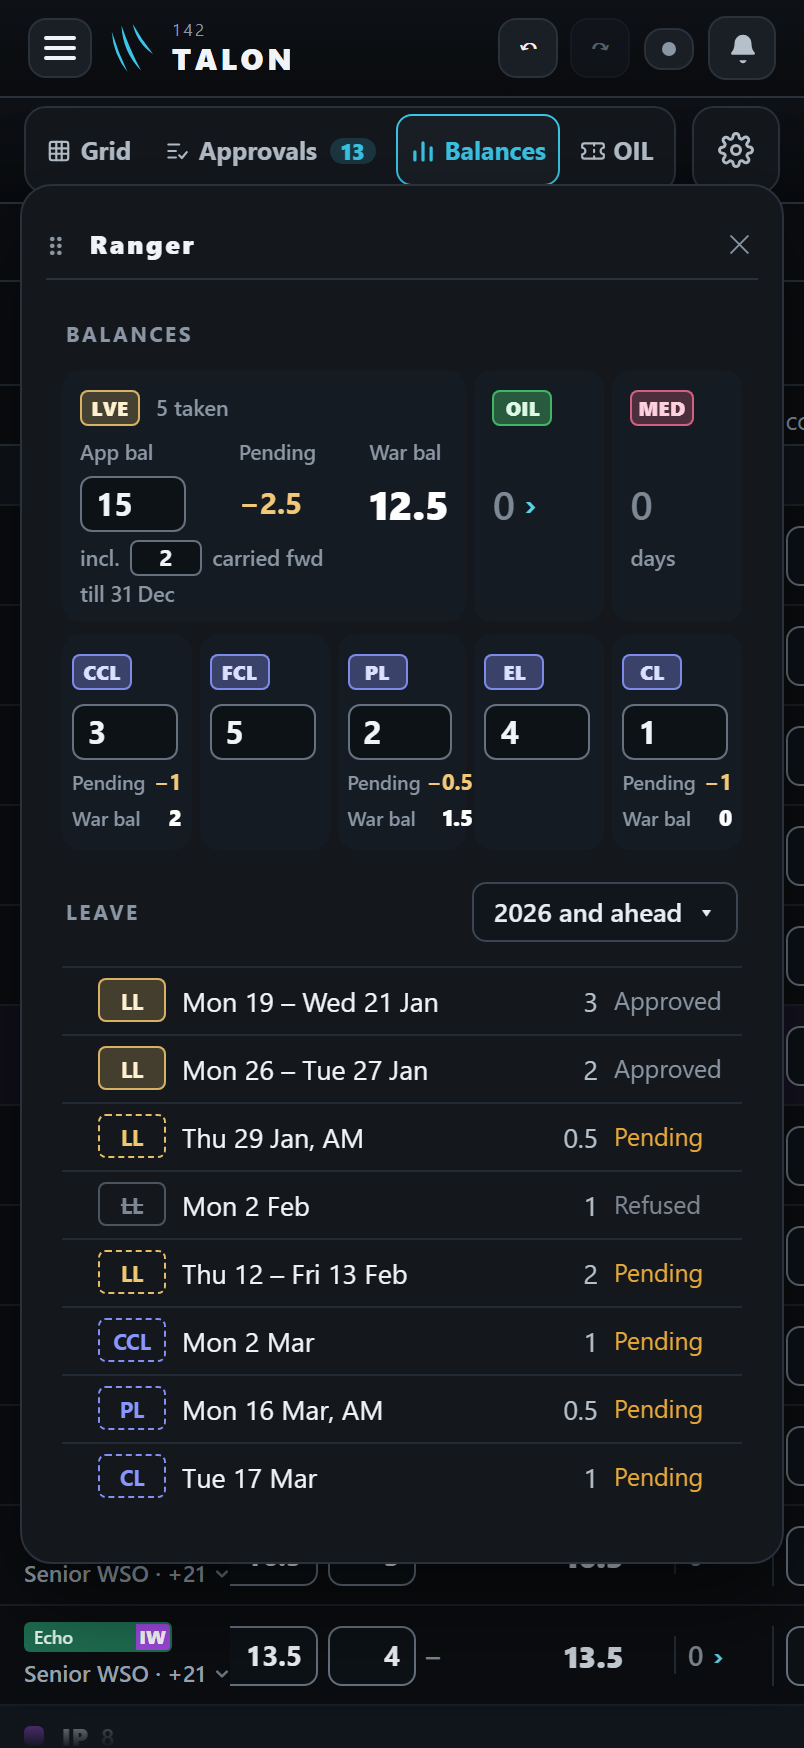 142
TALON
Grid Approvals 13 Balances OIL
Ranger
BALANCES
LVE 5 taken OIL MED
App bal Pending War bal
15 −2.5 12.5 0 › 0
incl. 2 carried fwd days
till 31 Dec
CCL FCL PL EL CL
3 5 2 4 1
Pending −1 Pending −0.5 Pending −1
War bal 2 War bal 1.5 War bal 0
LEAVE 2026 and ahead
LL Mon 19 – Wed 21 Jan 3 Approved
LL Mon 26 – Tue 27 Jan 2 Approved
LL Thu 29 Jan, AM 0.5 Pending
LL Mon 2 Feb 1 Refused
LL Thu 12 – Fri 13 Feb 2 Pending
CCL Mon 2 Mar 1 Pending
PL Mon 16 Mar, AM 0.5 Pending
CL Tue 17 Mar 1 Pending
Senior WSO · +21
Echo IW
Senior WSO · +21 13.5 4 – 13.5 0 ›
IP 8